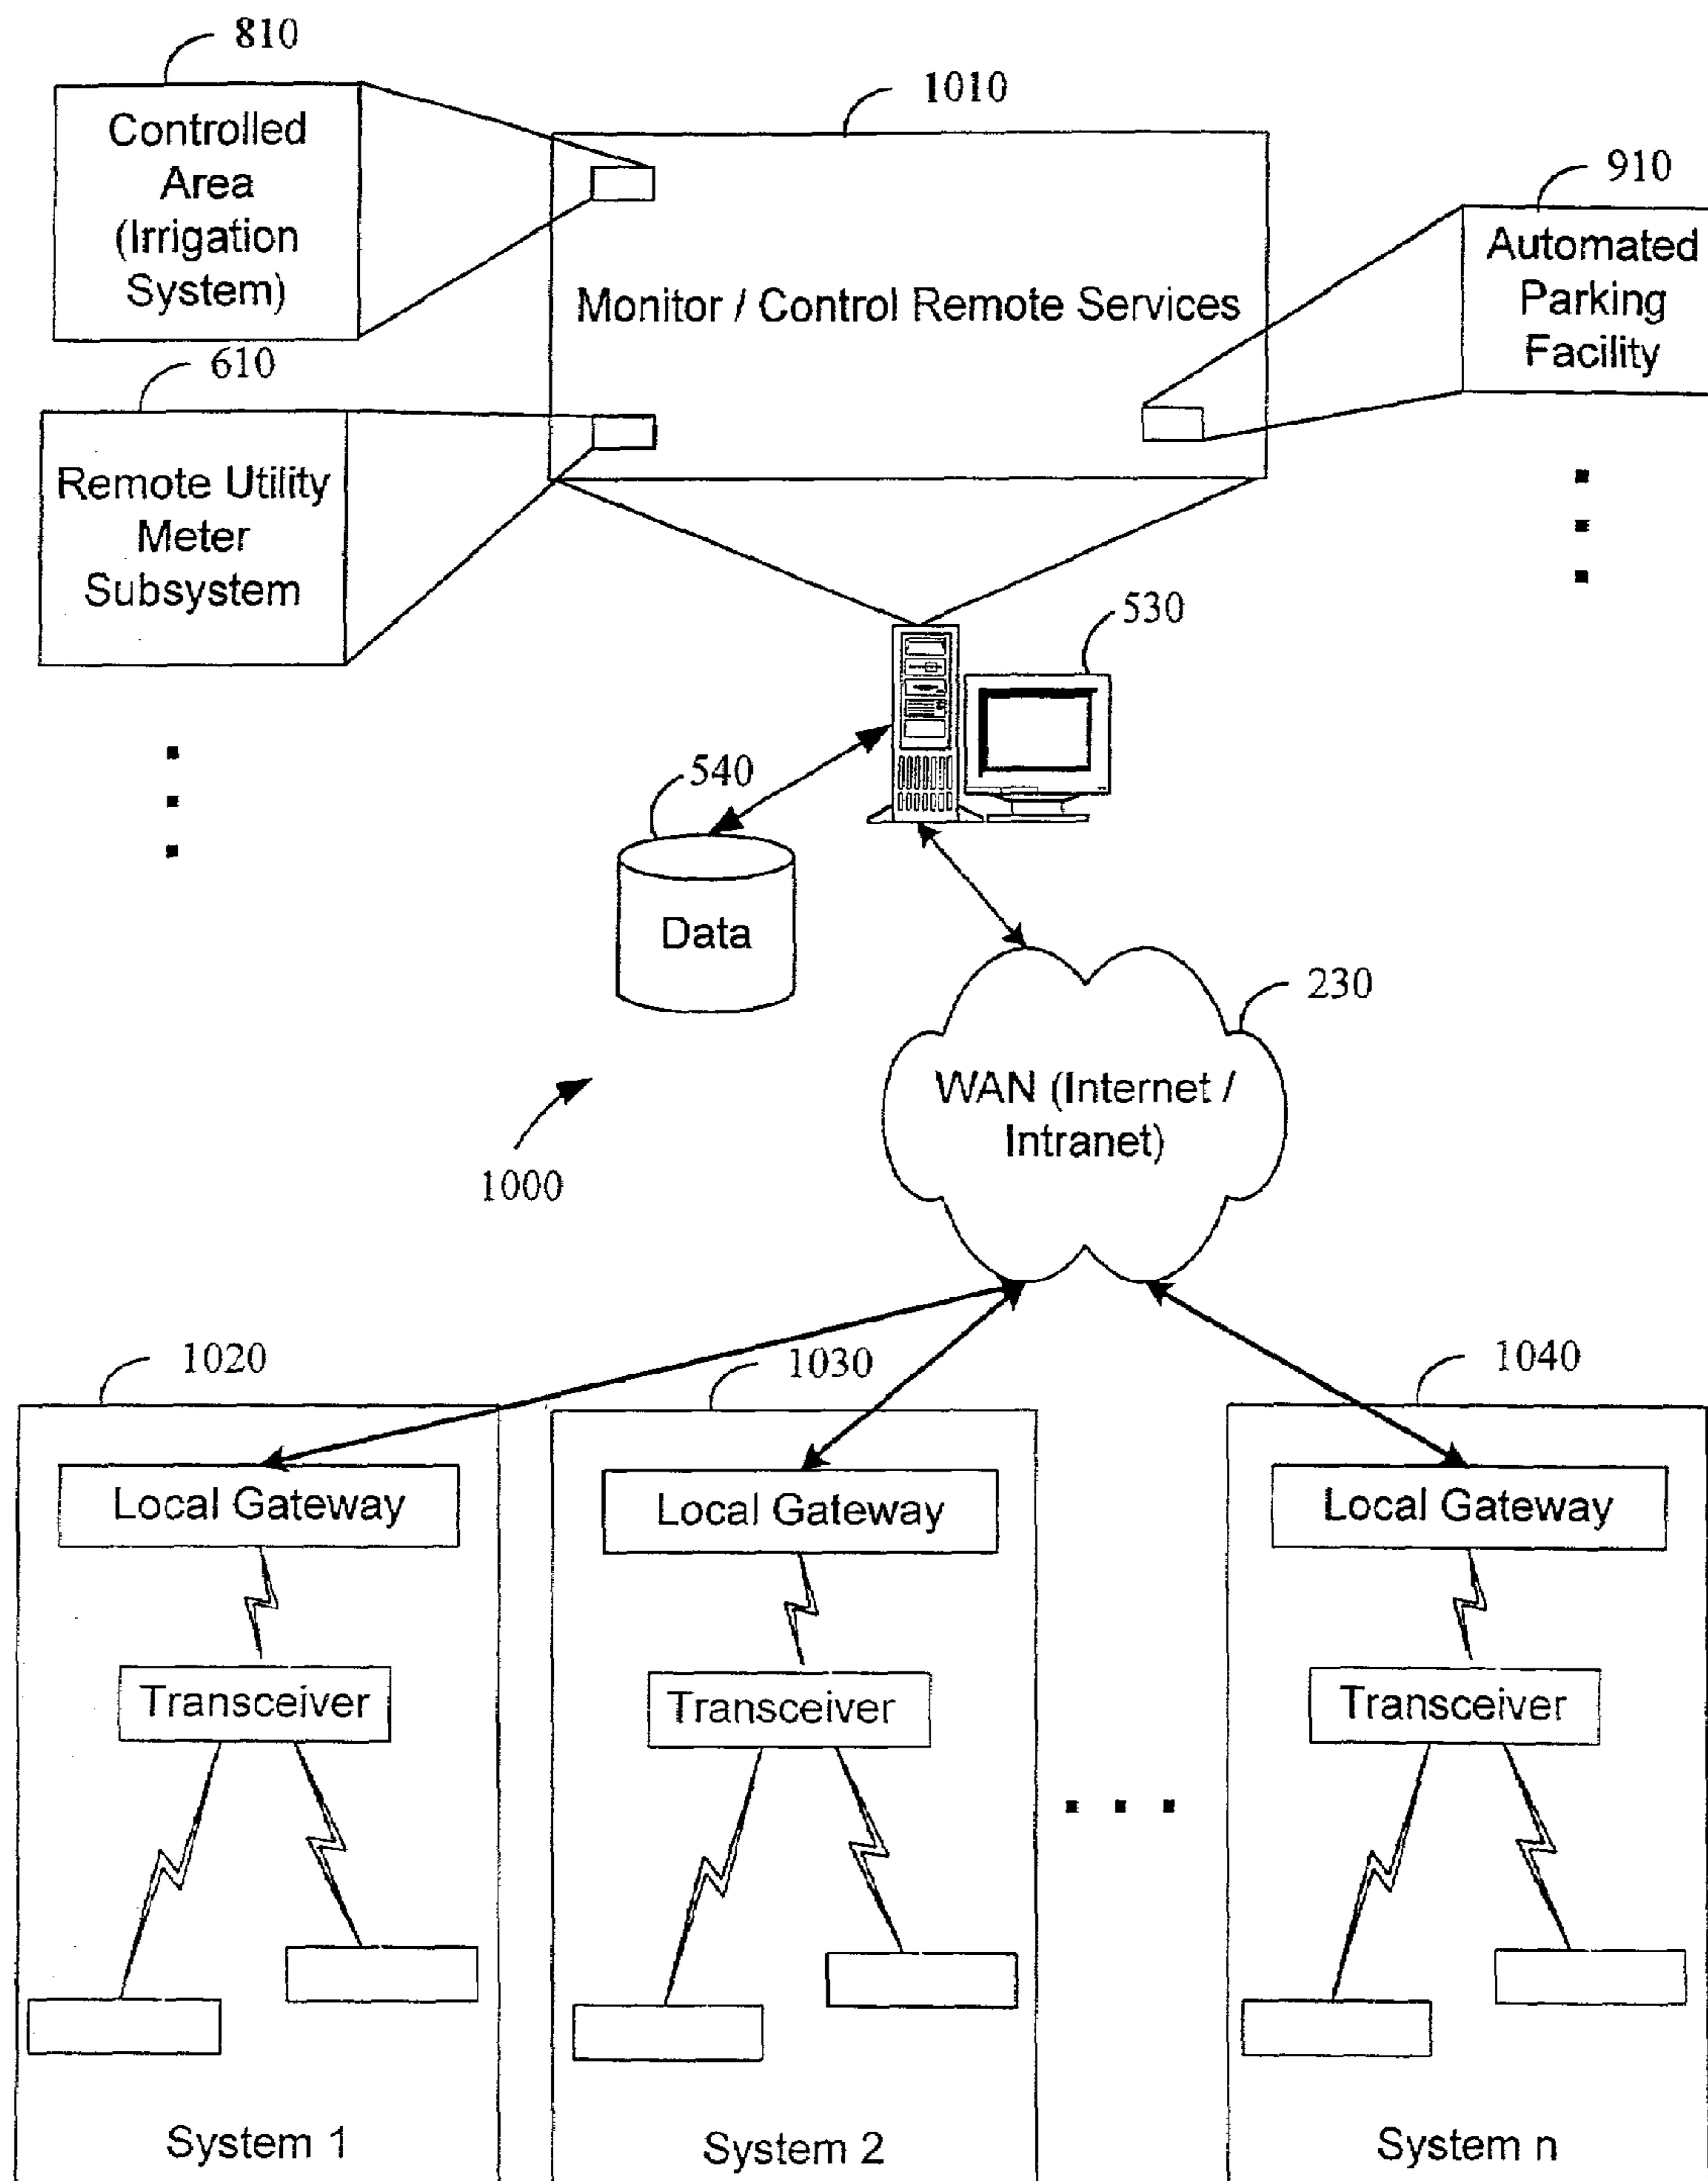 810
Controlled
Area
(Irrigation
System)
1010
Monitor / Control Remote Services
910
Automated
Parking
Facility
610
Remote Utility
Meter
Subsystem
530
540
Data
230
WAN (Internet /
Intranet)
1000
1020
Local Gateway
Transceiver
System 1
1030
Local Gateway
Transceiver
System 2
1040
Local Gateway
Transceiver
System n